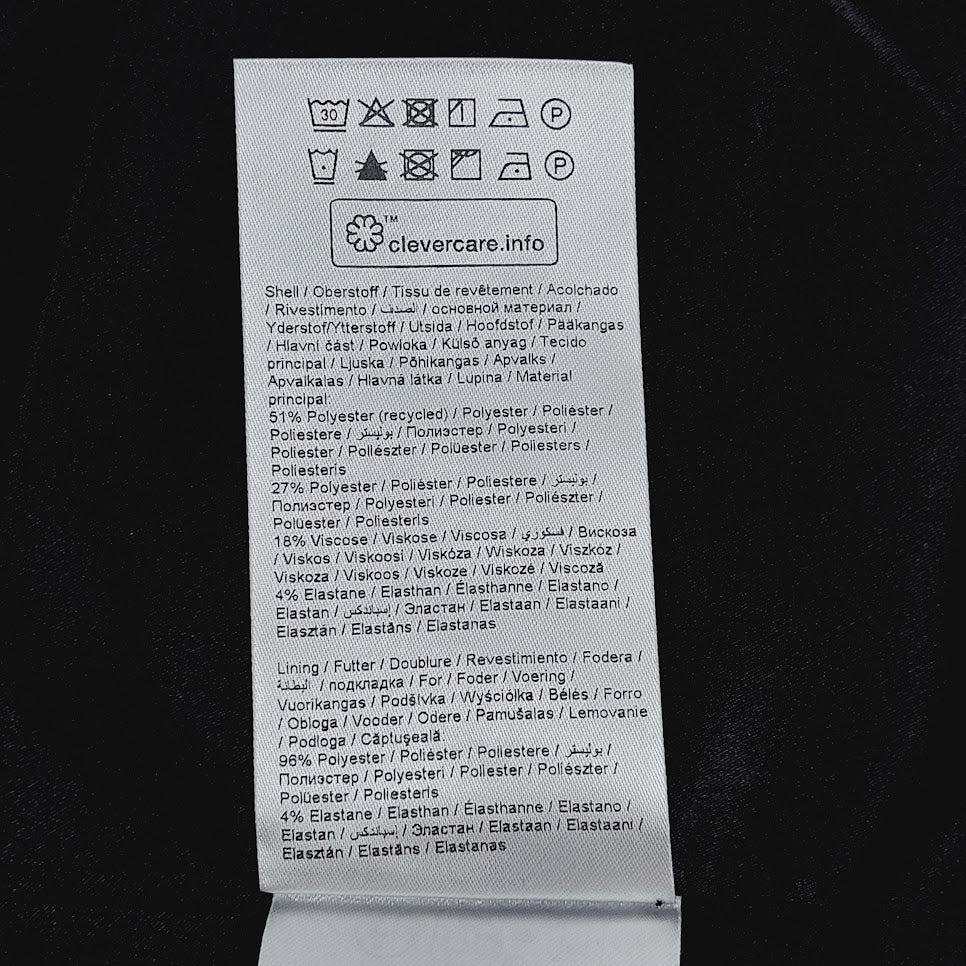 30 P
P
™ clevercare.info
Shell / Oberstoff / Tissu de revêtement / Acolchado
/ Rivestimento / الصدف / основной материал /
Yderstof/Ytterstoff / Utsida / Hoofdstof / Pääkangas
/ Hlavní část / Powłoka / Külső anyag / Tecido
principal / Ljuska / Põhikangas / Apvalks /
Apvalkalas / Hlavná látka / Lupina / Material
principal:
51% Polyester (recycled) / Polyester / Poliéster /
Poliestere / بوليستر / Полиэстер / Polyesteri /
Poliester / Poliészter / Polüester / Poliesters /
Poliesteris
27% Polyester / Poliéster / Poliestere / بوليستر /
Полиэстер / Polyesteri / Poliester / Poliészter /
Polüester / Poliesteris
18% Viscose / Viskose / Viscosa / فسكوري / Вискоза
/ Viskos / Viskoosi / Viskóza / Wiskoza / Viszkóz /
Viskoza / Viskoos / Viskoze / Viskozė / Viscoză
4% Elastane / Elasthan / Élasthanne / Elastano /
Elastan / إسباندكس / Эластан / Elastaan / Elastaani /
Elasztán / Elastāns / Elastanas
Lining / Futter / Doublure / Revestimiento / Fodera /
البطانة / подкладка / For / Foder / Voering /
Vuorikangas / Podšívka / Wyściółka / Bélés / Forro
/ Obloga / Vooder / Odere / Pamušalas / Lemovanie
/ Podloga / Căptușeală
96% Polyester / Poliéster / Poliestere / بوليستر /
Полиэстер / Polyesteri / Poliester / Poliészter /
Polüester / Poliesteris
4% Elastane / Elasthan / Élasthanne / Elastano /
Elastan / إسباندكس / Эластан / Elastaan / Elastaani /
Elasztán / Elastāns / Elastanas